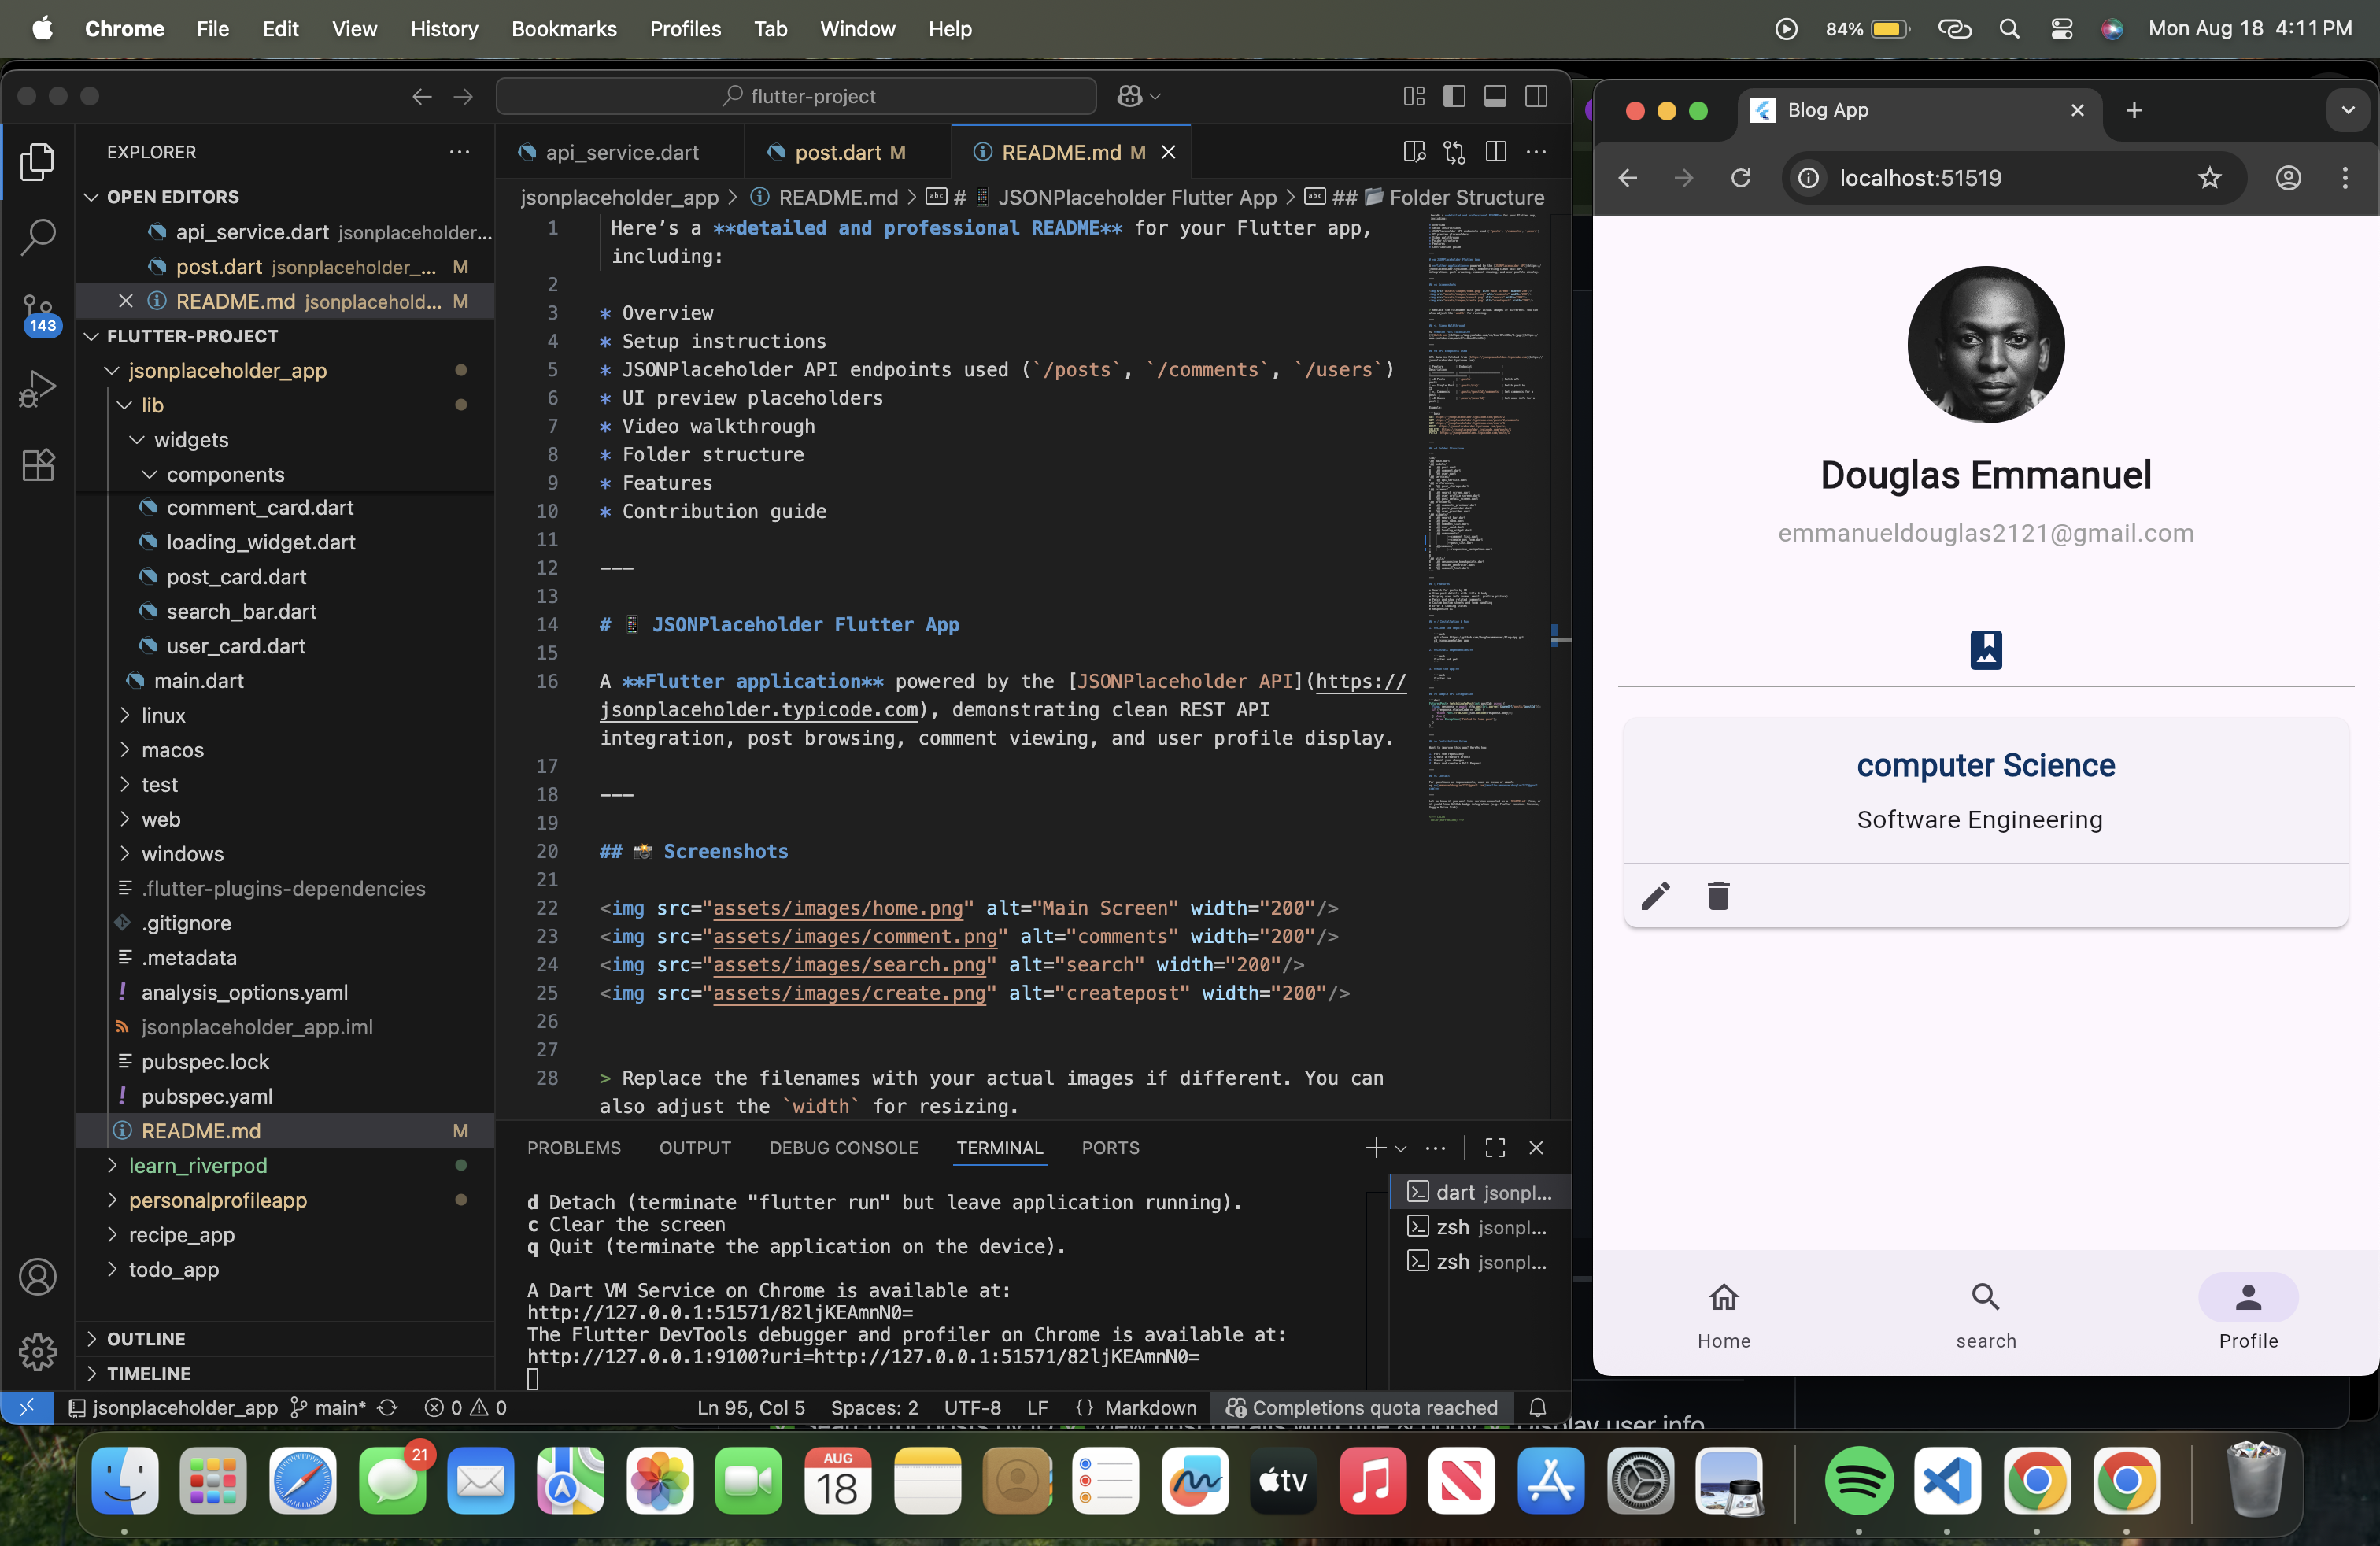 Chrome File Edit View History Bookmarks Profiles Tab Window Help
84% Mon Aug 18 4:11 PM
flutter-project
EXPLORER
OPEN EDITORS
api_service.dart jsonplaceholder...
post.dart jsonplaceholder_... M
README.md jsonplacehold... M
FLUTTER-PROJECT
jsonplaceholder_app
lib
widgets
components
comment_card.dart
loading_widget.dart
post_card.dart
search_bar.dart
user_card.dart
main.dart
linux
macos
test
web
windows
.flutter-plugins-dependencies
.gitignore
.metadata
analysis_options.yaml
jsonplaceholder_app.iml
pubspec.lock
pubspec.yaml
README.md M
learn_riverpod
personalprofileapp
recipe_app
todo_app
OUTLINE
TIMELINE
143
api_service.dart post.dart M README.md M
jsonplaceholder_app > README.md > # 📱 JSONPlaceholder Flutter App > ## 📂 Folder Structure
1 Here’s a **detailed and professional README** for your Flutter app,
including:
2
3 * Overview
4 * Setup instructions
5 * JSONPlaceholder API endpoints used (`/posts`, `/comments`, `/users`)
6 * UI preview placeholders
7 * Video walkthrough
8 * Folder structure
9 * Features
10 * Contribution guide
11
12 ---
13
14 # 📱 JSONPlaceholder Flutter App
15
16 A **Flutter application** powered by the [JSONPlaceholder API](https://
jsonplaceholder.typicode.com), demonstrating clean REST API
integration, post browsing, comment viewing, and user profile display.
17
18 ---
19
20 ## 📸 Screenshots
21
22 <img src="assets/images/home.png" alt="Main Screen" width="200"/>
23 <img src="assets/images/comment.png" alt="comments" width="200"/>
24 <img src="assets/images/search.png" alt="search" width="200"/>
25 <img src="assets/images/create.png" alt="createpost" width="200"/>
26
27
28 > Replace the filenames with your actual images if different. You can
also adjust the `width` for resizing.
PROBLEMS OUTPUT DEBUG CONSOLE TERMINAL PORTS
d Detach (terminate "flutter run" but leave application running).
c Clear the screen
q Quit (terminate the application on the device).
A Dart VM Service on Chrome is available at:
http://127.0.0.1:51571/82ljKEAmnN0=
The Flutter DevTools debugger and profiler on Chrome is available at:
http://127.0.0.1:9100?uri=http://127.0.0.1:51571/82ljKEAmnN0=
dart jsonpl...
zsh jsonpl...
zsh jsonpl...
jsonplaceholder_app main* 0 0 Ln 95, Col 5 Spaces: 2 UTF-8 LF {} Markdown Completions quota reached
Blog App
localhost:51519
Douglas Emmanuel
emmanueldouglas2121@gmail.com
computer Science
Software Engineering
Home search Profile
21
AUG
18
tv